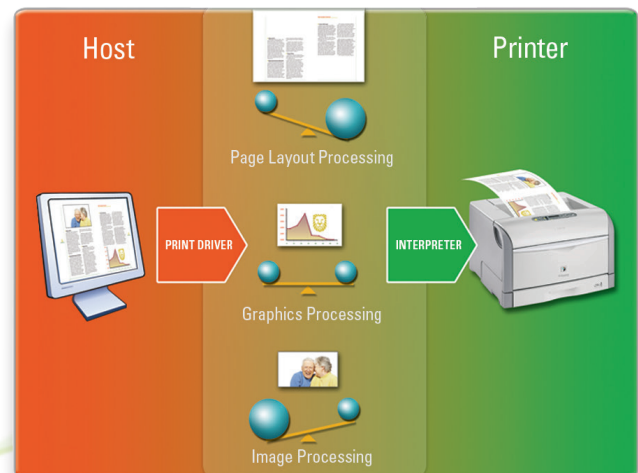 Host
Printer
Page Layout Processing
PRINT DRIVER
INTERPRETER
Graphics Processing
Image Processing